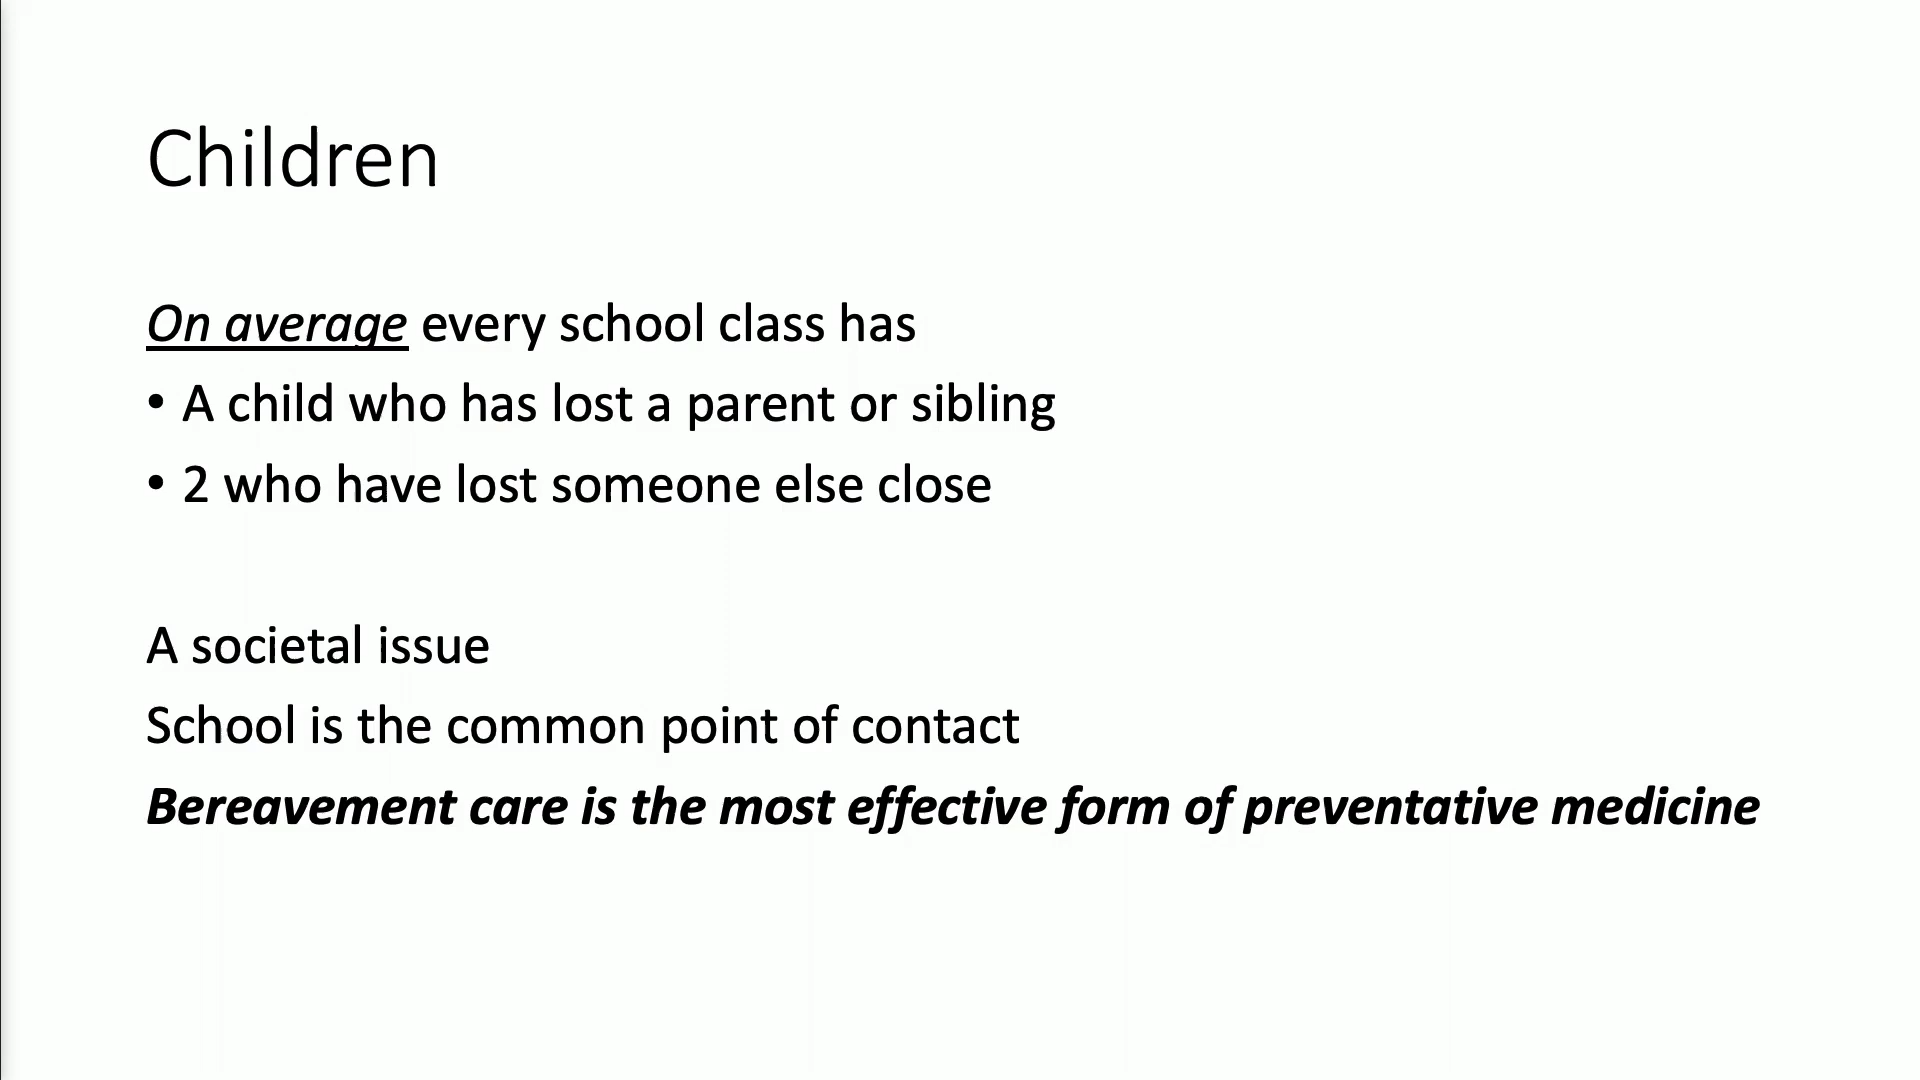 Children
On average every school class has
• A child who has lost a parent or sibling
• 2 who have lost someone else close
A societal issue
School is the common point of contact
Bereavement care is the most effective form of preventative medicine